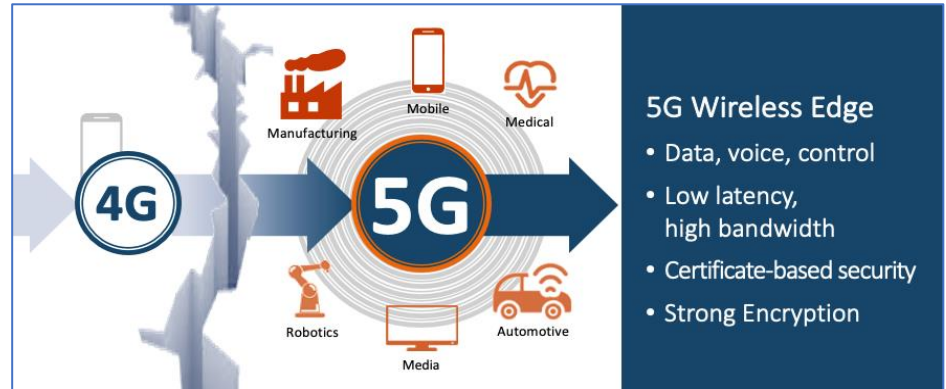 4G
Manufacturing
Mobile
Medical
5G
Robotics
Media
Automotive
5G Wireless Edge
• Data, voice, control
• Low latency,
high bandwidth
• Certificate-based security
• Strong Encryption